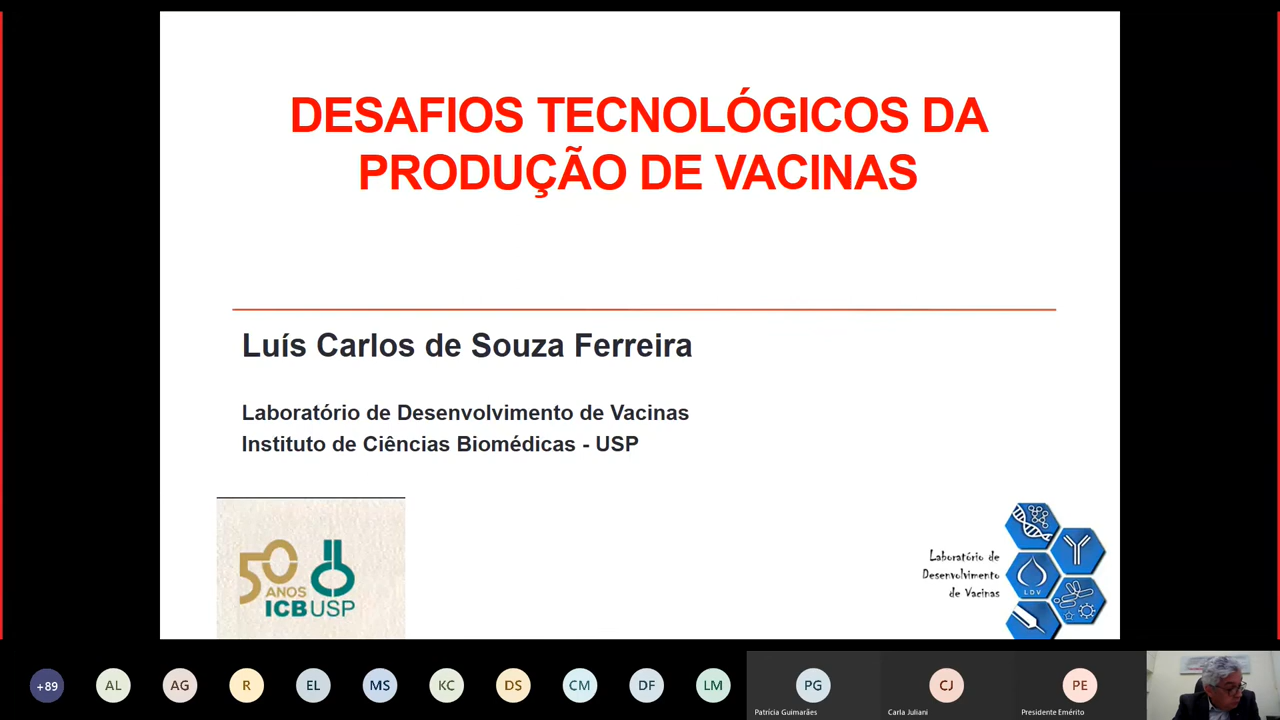 DESAFIOS TECNOLÓGICOS DA
PRODUÇÃO DE VACINAS
Luís Carlos de Souza Ferreira
Laboratório de Desenvolvimento de Vacinas
Instituto de Ciências Biomédicas - USP
50
ANOS
ICBUSP
Laboratório de
Desenvolvimento
de Vacinas
LDV
+89
AL
AG
R
EL
MS
KC
DS
CM
DF
LM
PG
CJ
PE
Patrícia Guimarães
Carla Juliani
Presidente Emérito